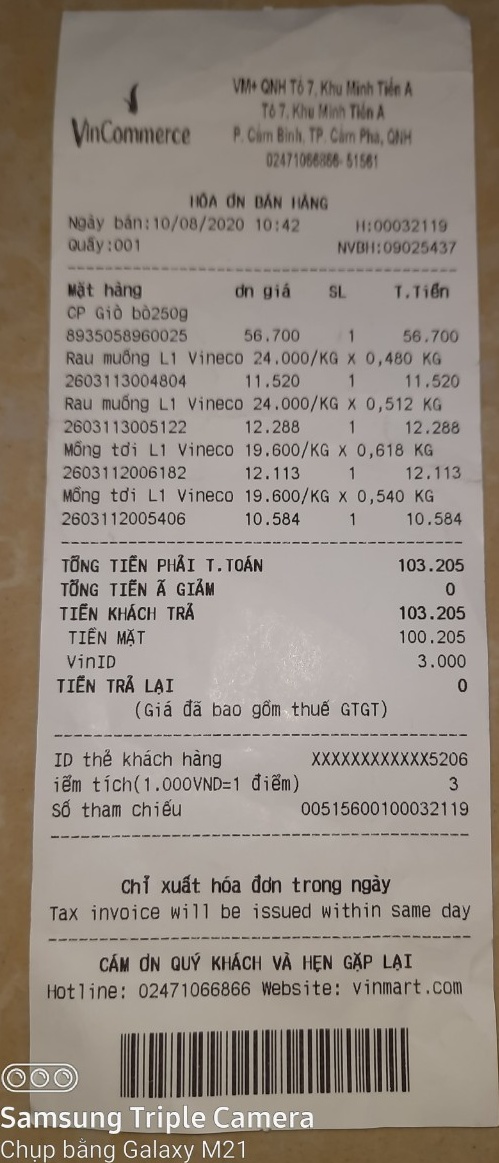 VinCommerce
VM+ QNH Tổ 7, Khu Minh Tiến A
Tổ 7, Khu Minh Tiến A
P. Cẩm Bình, TP. Cẩm Phả, QNH
02471066866- 51561
HÓA ƠN BÁN HÀNG
Ngày bán:10/08/2020 10:42 H:00032119
Quầy:001 NVBH:09025437
Mặt hàng ơn giá SL T.Tiền
CP Giò bò250g
8935058960025 56.700 1 56.700
Rau muống L1 Vineco 24.000/KG X 0,480 KG
2603113004804 11.520 1 11.520
Rau muống L1 Vineco 24.000/KG X 0,512 KG
2603113005122 12.288 1 12.288
Mồng tơi L1 Vineco 19.600/KG X 0,618 KG
2603112006182 12.113 1 12.113
Mồng tơi L1 Vineco 19.600/KG X 0,540 KG
2603112005406 10.584 1 10.584
TỔNG TIỀN PHẢI T.TOÁN 103.205
TỔNG TIỀN Ã GIẢM 0
TIỀN KHÁCH TRẢ 103.205
TIỀN MẶT 100.205
VinID 3.000
TIỀN TRẢ LẠI 0
(Giá đã bao gồm thuế GTGT)
ID thẻ khách hàng XXXXXXXXXXXX5206
iểm tích(1.000VND=1 điểm) 3
Số tham chiếu 00515600100032119
Chỉ xuất hóa đơn trong ngày
Tax invoice will be issued within same day
CẢM ƠN QUÝ KHÁCH VÀ HẸN GẶP LẠI
Hotline: 02471066866 Website: vinmart.com
Samsung Triple Camera
Chụp bằng Galaxy M21